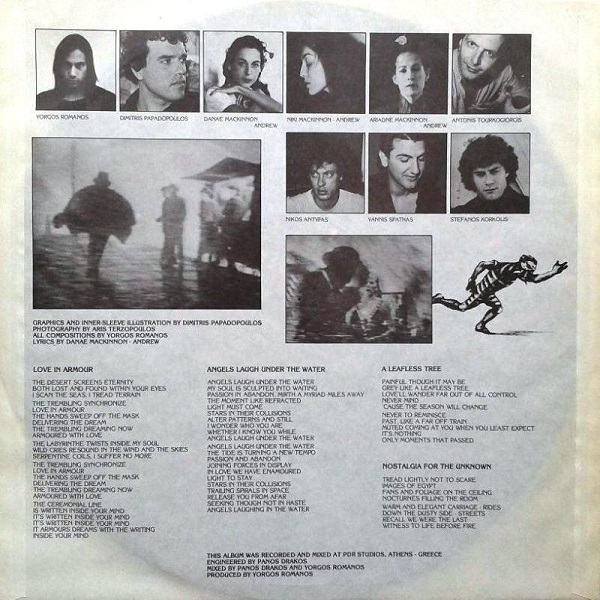 YORGOS ROMANOS
DIMITRIS PAPADOPOULOS
DANAE MACKINNON
ANDREW
NIKI MACKINNON - ANDREW
ARIADNE MACKINNON
- ANDREW
ANTONIS TOURKOGIORGIS
NIKOS ANTYPAS
YANNIS SPATHAS
STEFANOS KORKOLIS
GRAPHICS AND INNER-SLEEVE ILLUSTRATION BY DIMITRIS PAPADOPOULOS
PHOTOGRAPHY BY ARIS TERZOPOULOS
ALL COMPOSITIONS BY YORGOS ROMANOS
LYRICS BY DANAE MACKINNON - ANDREW
LOVE IN ARMOUR
THE DESERT SCREENS ETERNITY
BOTH LOST AND FOUND WITHIN YOUR EYES
I SCAN THE SEAS, I TREAD TERRAIN
THE TREMBLING SYNCHRONIZE
LOVE IN ARMOUR
THE HANDS SWEEP OFF THE MASK
DELIVERING THE DREAM
THE TREMBLING DREAMING NOW
ARMOURED WITH LOVE
THE LABYRINTHE TWISTS INSIDE MY SOUL
WILD CRIES RESOUND IN THE WIND AND THE SKIES
SERPENTINE COILS, I SUFFER NO MORE
THE TREMBLING SYNCHRONIZE
LOVE IN ARMOUR
THE HANDS SWEEP OFF THE MASK
DELIVERING THE DREAM
THE TREMBLING DREAMING NOW
ARMOURED WITH LOVE
THE CEREMONIAL LINE
IS WRITTEN INSIDE YOUR MIND
IT'S WRITTEN INSIDE YOUR MIND
IT'S WRITTEN INSIDE YOUR MIND
IT ARMOURS DREAMS WITH THE WRITING
INSIDE YOUR MIND
ANGELS LAUGH UNDER THE WATER
ANGELS LAUGH UNDER THE WATER
MY SOUL IS SCULPTED INTO WAITING
PASSION IN ABANDON, MIRTH A MYRIAD MILES AWAY
THE MOMENT LIKE REFRACTED
LIGHT MUST COME
STARS IN THEIR COLLISIONS
ALTER PATTERNS AND STILL
I WONDER WHO YOU ARE
WHETHER I KNOW YOU WHILE
ANGELS LAUGH UNDER THE WATER
ANGELS LAUGH UNDER THE WATER
THE TIDE IS TURNING A NEW TEMPO
PASSION AND ABANDON
JOINING FORCES IN DISPLAY
IN LOVE WE HAVE ENAMOURED
LIGHT TO STAY
STARS IN THEIR COLLISIONS
TRAILING SPIRALS IN SPACE
RELEASE YOU FROM AFAR
SEEKING THOUGH NOT IN HASTE
ANGELS LAUGHING IN THE WATER
A LEAFLESS TREE
PAINFUL THOUGH IT MAY BE
GREY LIKE A LEAFLESS TREE
LOVE'LL WANDER FAR OUT OF ALL CONTROL
NEVER MIND
'CAUSE THE SEASON WILL CHANGE
NEVER TO REMINISCE
PAST, LIKE A FAR OFF TRAIN
MUTED COMING AT YOU WHEN YOU LEAST EXPECT
IT'S NOTHING
ONLY MOMENTS THAT PASSED
NOSTALGIA FOR THE UNKNOWN
TREAD LIGHTLY NOT TO SCARE
IMAGES OF EGYPT
FANS AND FOLIAGE ON THE CEILING
NOCTURNES FILLING THE ROOM
WARM AND ELEGANT CARRIAGE - RIDES
DOWN THE DUSTY SIDE - STREETS
RECALL WE WERE THE LAST
WITNESS TO LIFE BEFORE FIRE
THIS ALBUM WAS RECORDED AND MIXED AT PDR STUDIOS, ATHENS - GREECE
ENGINEERED BY PANOS DRAKOS
MIXED BY PANOS DRAKOS AND YORGOS ROMANOS
PRODUCED BY YORGOS ROMANOS